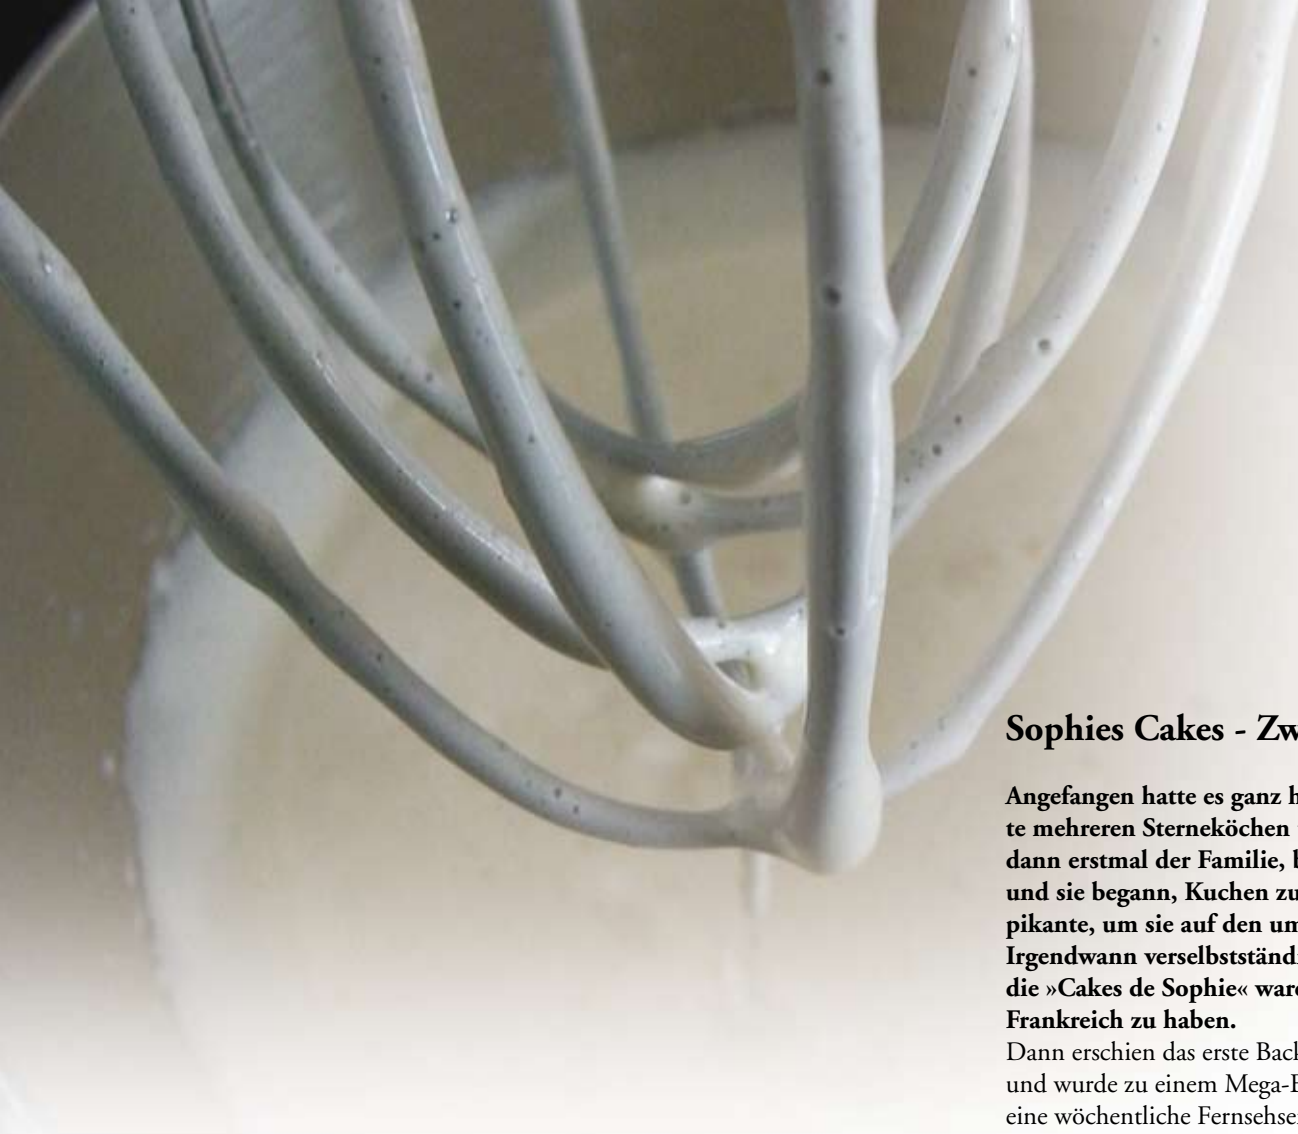 Sophies Cakes - Zw
Angefangen hatte es ganz h
te mehreren Sterneköchen
dann erstmal der Familie, b
und sie begann, Kuchen zu
pikante, um sie auf den um
Irgendwann verselbstständ
die »Cakes de Sophie« ware
Frankreich zu haben.
Dann erschien das erste Back
und wurde zu einem Mega-E
eine wöchentliche Fernsehse